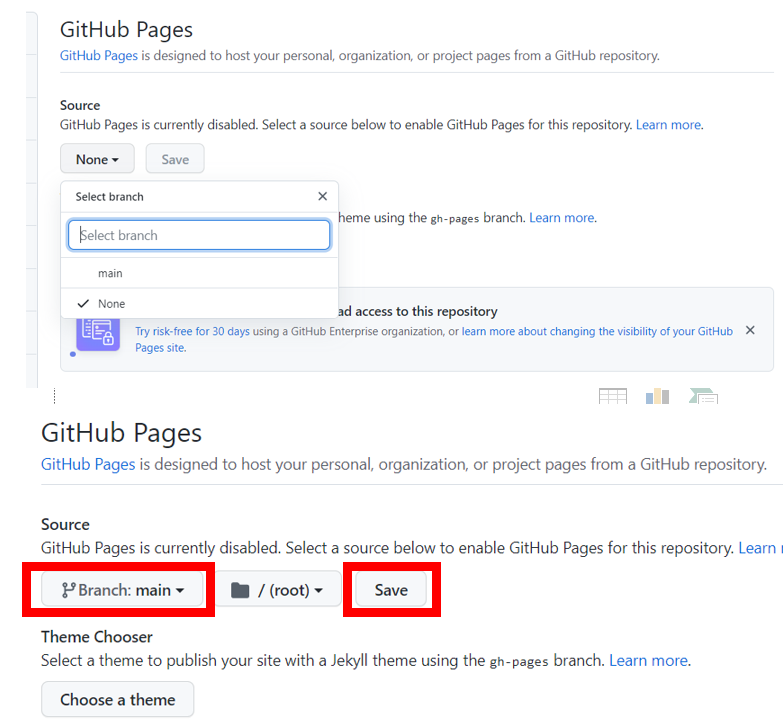 GitHub Pages
GitHub Pages is designed to host your personal, organization, or project pages from a GitHub repository.
Source
GitHub Pages is currently disabled. Select a source below to enable GitHub Pages for this repository. Learn more.
None
Save
Select branch
heme using the gh-pages branch. Learn more.
Select branch
main
None
ad access to this repository
Try risk-free for 30 days using a GitHub Enterprise organization, or learn more about changing the visibility of your GitHub
Pages site.
GitHub Pages
GitHub Pages is designed to host your personal, organization, or project pages from a GitHub repository.
Source
GitHub Pages is currently disabled. Select a source below to enable GitHub Pages for this repository. Learn
Branch: main
/ (root)
Save
Theme Chooser
Select a theme to publish your site with a Jekyll theme using the gh-pages branch. Learn more.
Choose a theme